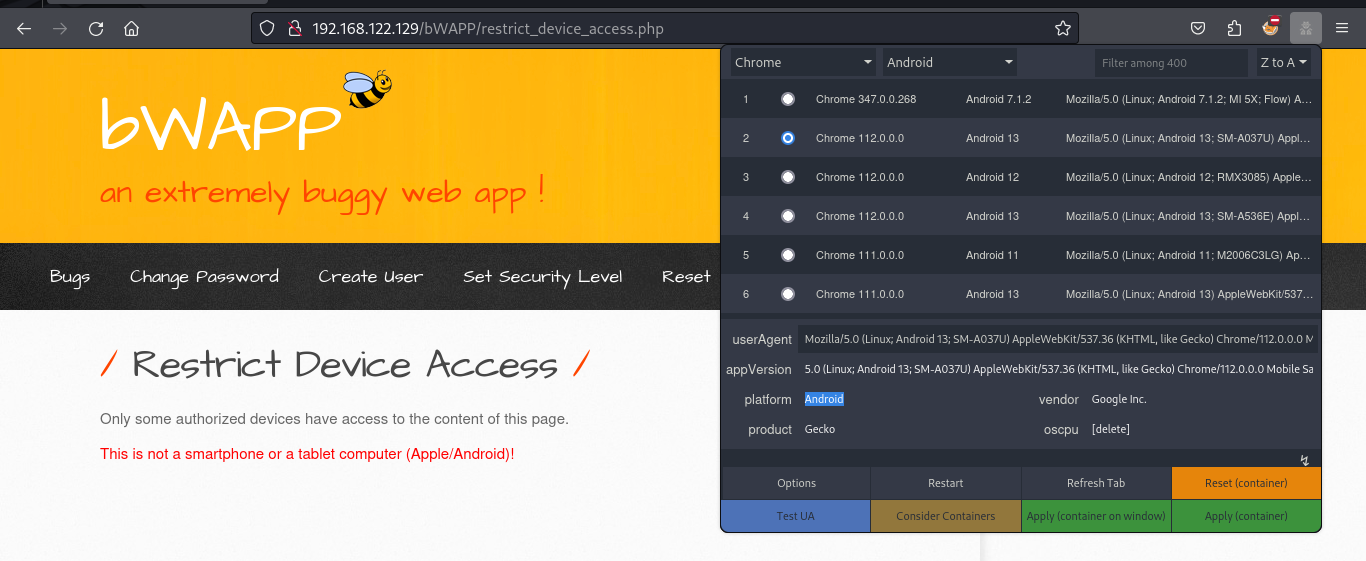 192.168.122.129/bWAPP/restrict_device_access.php
bWAPP
an extremely buggy web app !
Bugs Change Password Create User Set Security Level Reset
/ Restrict Device Access /
Only some authorized devices have access to the content of this page.
This is not a smartphone or a tablet computer (Apple/Android)!
Chrome Android Filter among 400 Z to A
1 Chrome 347.0.0.268 Android 7.1.2 Mozilla/5.0 (Linux; Android 7.1.2; MI 5X; Flow) A...
2 Chrome 112.0.0.0 Android 13 Mozilla/5.0 (Linux; Android 13; SM-A037U) Appl...
3 Chrome 112.0.0.0 Android 12 Mozilla/5.0 (Linux; Android 12; RMX3085) Apple...
4 Chrome 112.0.0.0 Android 13 Mozilla/5.0 (Linux; Android 13; SM-A536E) Appl...
5 Chrome 111.0.0.0 Android 11 Mozilla/5.0 (Linux; Android 11; M2006C3LG) Ap...
6 Chrome 111.0.0.0 Android 13 Mozilla/5.0 (Linux; Android 13) AppleWebKit/537...
userAgent Mozilla/5.0 (Linux; Android 13; SM-A037U) AppleWebKit/537.36 (KHTML, like Gecko) Chrome/112.0.0.0 M
appVersion 5.0 (Linux; Android 13; SM-A037U) AppleWebKit/537.36 (KHTML, like Gecko) Chrome/112.0.0.0 Mobile Sa
platform Android vendor Google Inc.
product Gecko oscpu [delete]
Options Restart Refresh Tab Reset (container)
Test UA Consider Containers Apply (container on window) Apply (container)